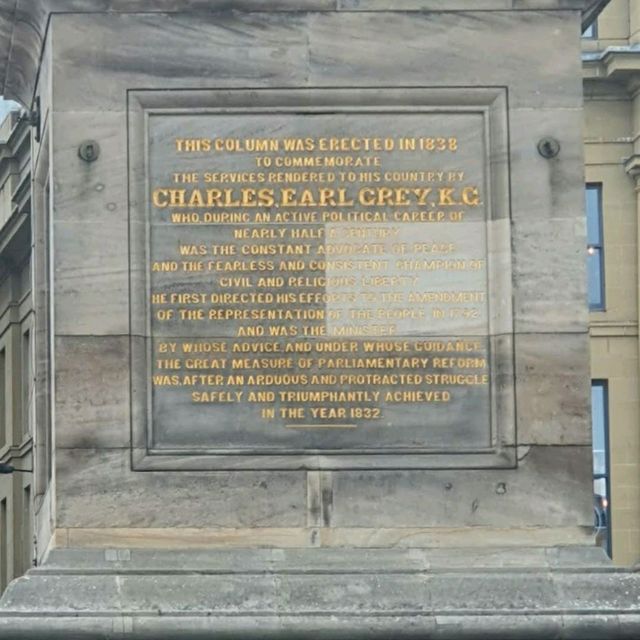 THIS COLUMN WAS ERECTED IN 1838
TO COMMEMORATE
THE SERVICES RENDERED TO HIS COUNTRY BY
CHARLES, EARL GREY, K.G.
WHO, DURING AN ACTIVE POLITICAL CAREER OF
NEARLY HALF A CENTURY
WAS THE CONSTANT ADVOCATE OF PEACE
AND THE FEARLESS AND CONSISTENT CHAMPION OF
CIVIL AND RELIGIOUS LIBERTY.
HE FIRST DIRECTED HIS EFFORTS TO THE AMENDMENT
OF THE REPRESENTATION OF THE PEOPLE IN 1792,
AND WAS THE MINISTER
BY WHOSE ADVICE, AND UNDER WHOSE GUIDANCE,
THE GREAT MEASURE OF PARLIAMENTARY REFORM
WAS, AFTER AN ARDUOUS AND PROTRACTED STRUGGLE
SAFELY AND TRIUMPHANTLY ACHIEVED
IN THE YEAR 1832.